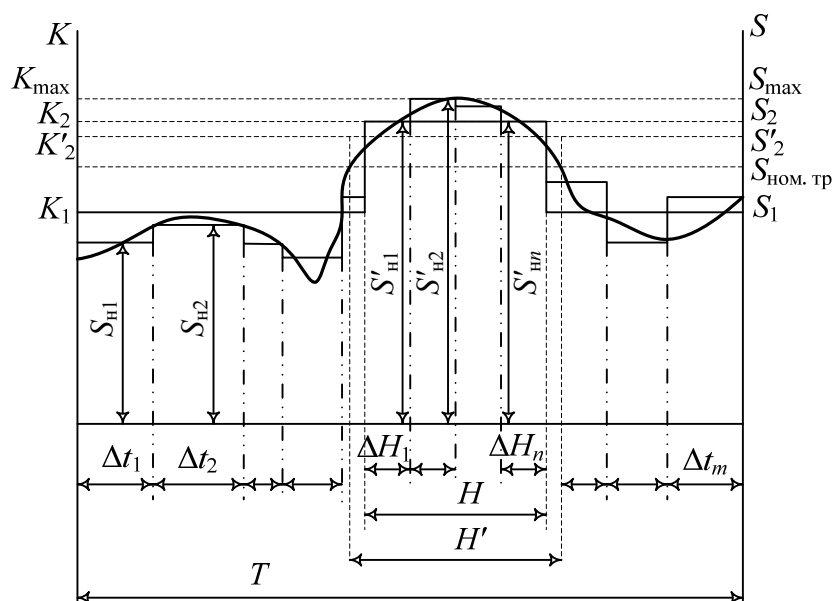 K S
K_max S_max
K_2 S_2
K'_2 S'_2
S_ном. тр
K_1 S_1
S_н1 S_н2 S'_н1 S'_н2 S'_нn
Δt_1 Δt_2 ΔH_1 ΔH_n Δt_m
H
H'
T